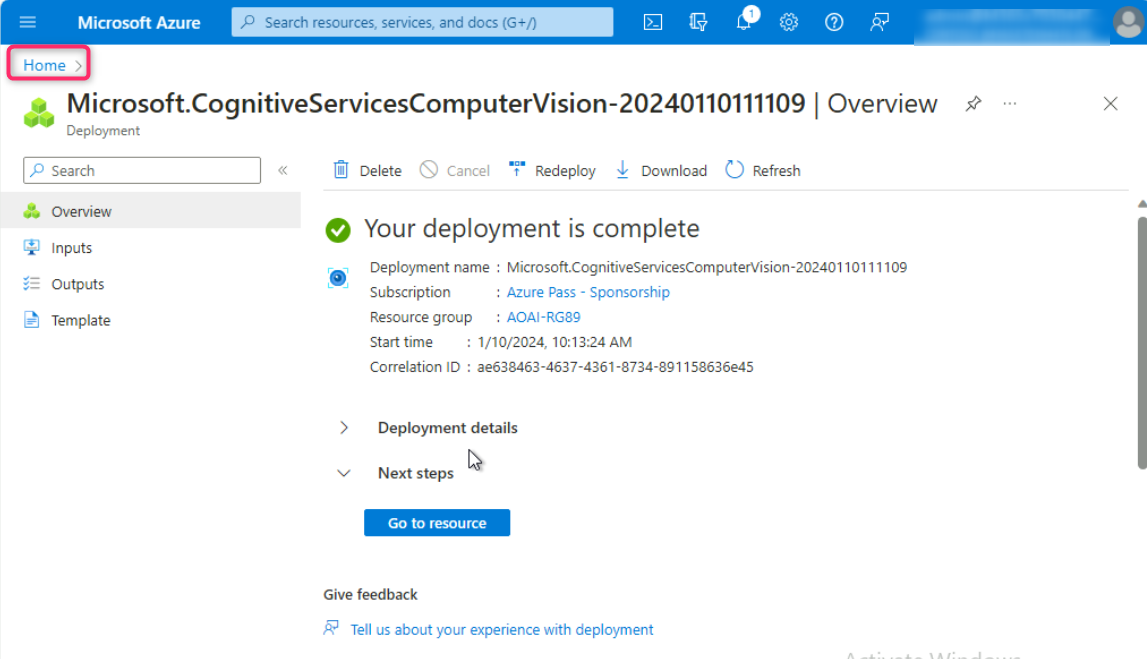 Microsoft Azure
Search resources, services, and docs (G+/)
1
Home >
Microsoft.CognitiveServicesComputerVision-20240110111109 | Overview
Deployment
Search
«
Delete
Cancel
Redeploy
Download
Refresh
Overview
Inputs
Outputs
Template
Your deployment is complete
Deployment name : Microsoft.CognitiveServicesComputerVision-20240110111109
Subscription : Azure Pass - Sponsorship
Resource group : AOAI-RG89
Start time : 1/10/2024, 10:13:24 AM
Correlation ID : ae638463-4637-4361-8734-891158636e45
Deployment details
Next steps
Go to resource
Give feedback
Tell us about your experience with deployment
Activate Windows